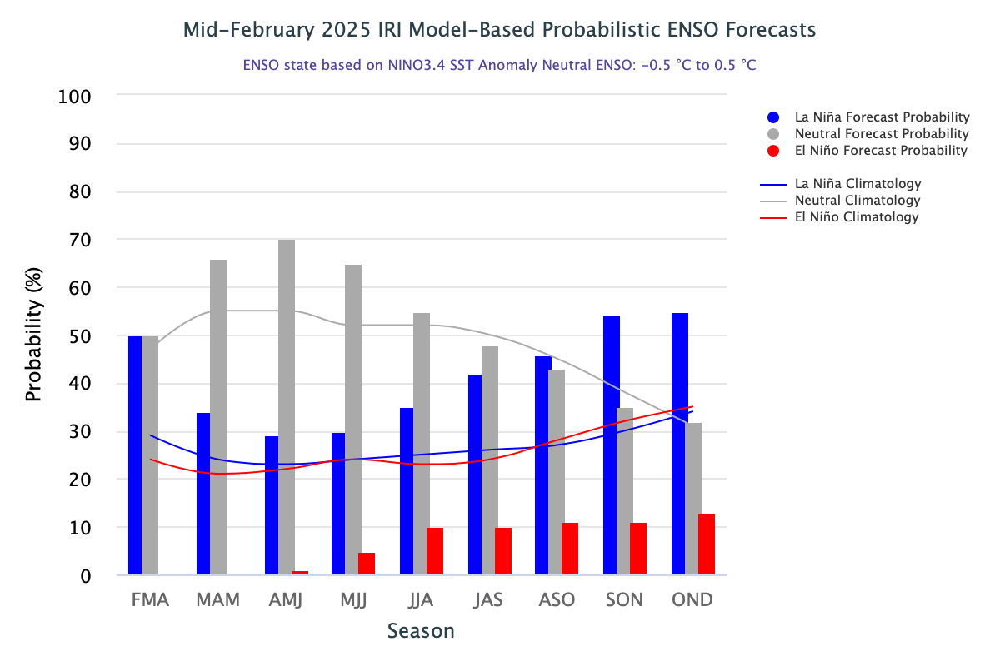 Mid-February 2025 IRI Model-Based Probabilistic ENSO Forecasts
ENSO state based on NINO3.4 SST Anomaly Neutral ENSO: -0.5 °C to 0.5 °C
Probability (%)
100
90
80
70
60
50
40
30
20
10
0
FMA MAM AMJ MJJ JJA JAS ASO SON OND
Season
La Niña Forecast Probability
Neutral Forecast Probability
El Niño Forecast Probability
La Niña Climatology
Neutral Climatology
El Niño Climatology